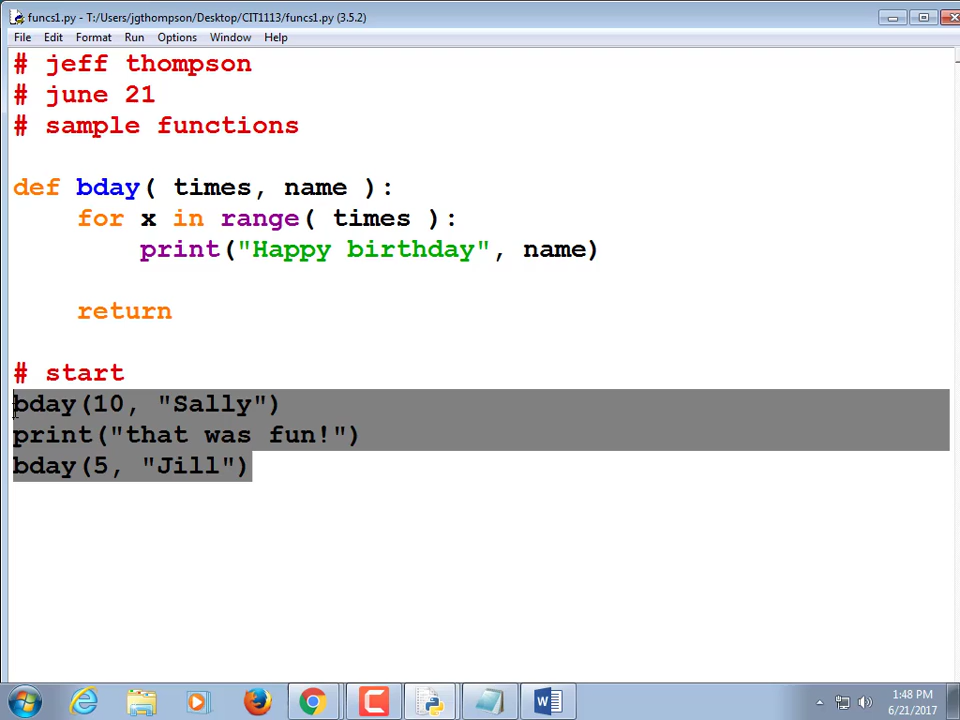 funcs1.py - T:/Users/jgthompson/Desktop/CIT1113/funcs1.py (3.5.2)
File Edit Format Run Options Window Help
# jeff thompson
# june 21
# sample functions
def bday( times, name ):
    for x in range( times ):
        print("Happy birthday", name)
    return
# start
bday(10, "Sally")
print("that was fun!")
bday(5, "Jill")
1:48 PM
6/21/2017